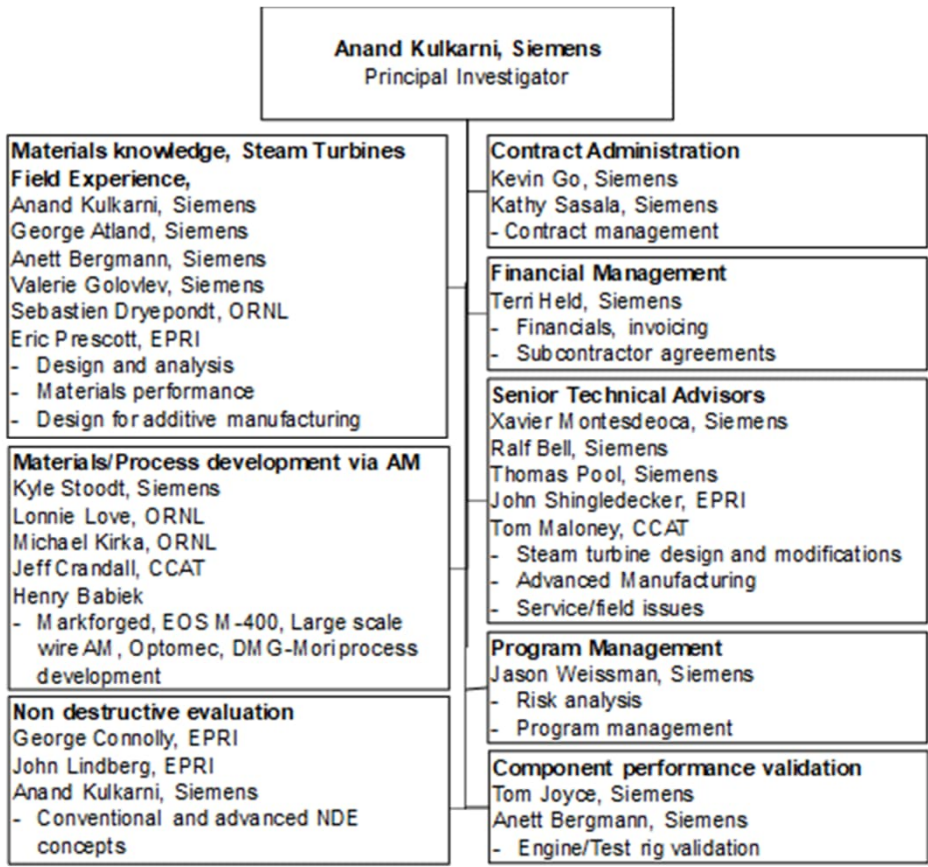 Anand Kulkarni, Siemens
Principal Investigator
Materials knowledge, Steam Turbines
Field Experience,
Anand Kulkarni, Siemens
George Atland, Siemens
Anett Bergmann, Siemens
Valerie Golovlev, Siemens
Sebastien Dryepondt, ORNL
Eric Prescott, EPRI
- Design and analysis
- Materials performance
- Design for additive manufacturing
Materials/Process development via AM
Kyle Stoodt, Siemens
Lonnie Love, ORNL
Michael Kirka, ORNL
Jeff Crandall, CCAT
Henry Babiek
- Markforged, EOS M-400, Large scale
wire AM, Optomec, DMG-Mori process
development
Non destructive evaluation
George Connolly, EPRI
John Lindberg, EPRI
Anand Kulkarni, Siemens
- Conventional and advanced NDE
concepts
Contract Administration
Kevin Go, Siemens
Kathy Sasala, Siemens
- Contract management
Financial Management
Terri Held, Siemens
- Financials, invoicing
- Subcontractor agreements
Senior Technical Advisors
Xavier Montesdeoca, Siemens
Ralf Bell, Siemens
Thomas Pool, Siemens
John Shingledecker, EPRI
Tom Maloney, CCAT
- Steam turbine design and modifications
- Advanced Manufacturing
- Service/field issues
Program Management
Jason Weissman, Siemens
- Risk analysis
- Program management
Component performance validation
Tom Joyce, Siemens
Anett Bergmann, Siemens
- Engine/Test rig validation